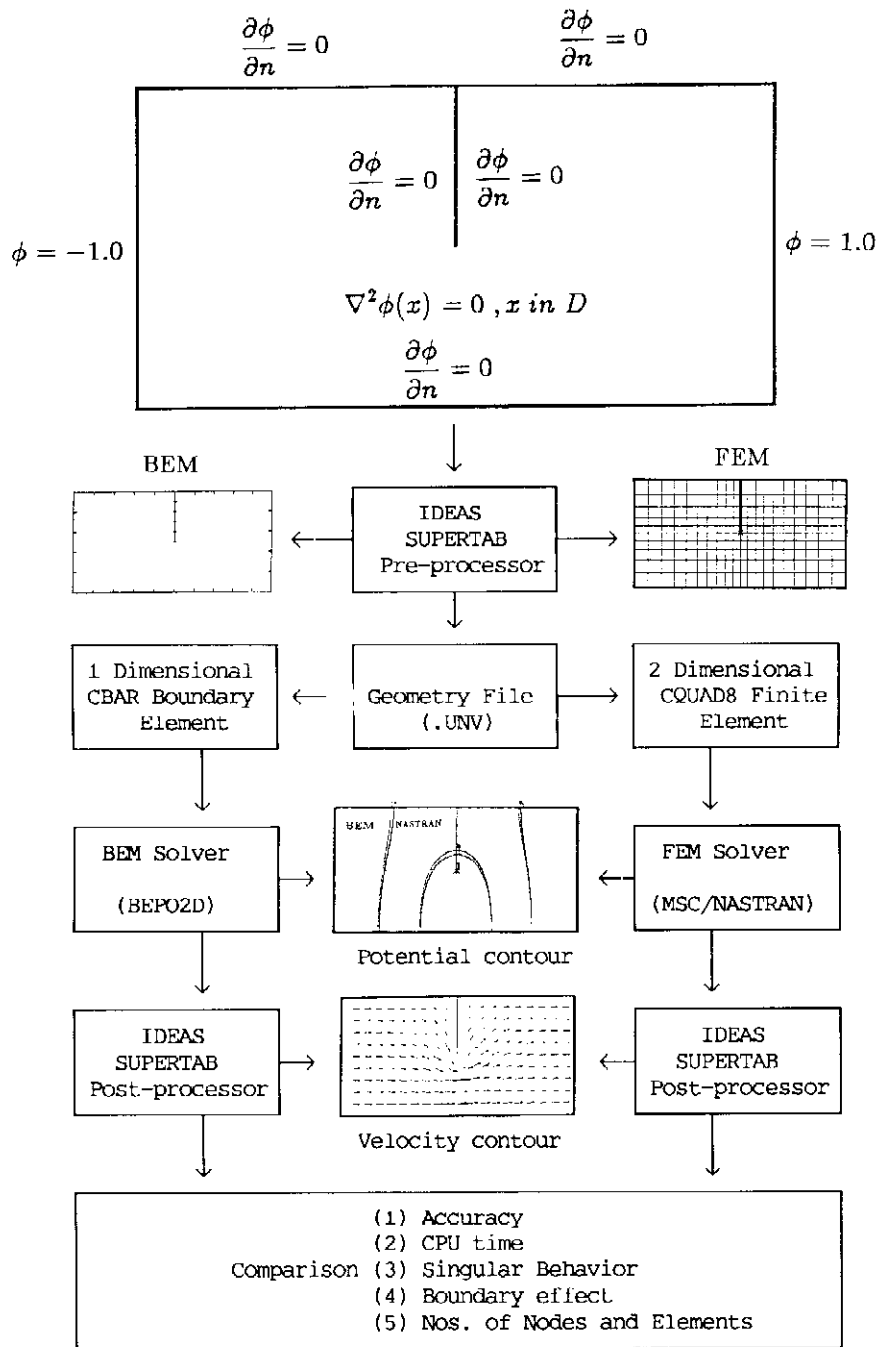 ∂φ/∂n = 0
∂φ/∂n = 0
∂φ/∂n = 0
∂φ/∂n = 0
φ = −1.0
φ = 1.0
∇²φ(x) = 0 , x in D
∂φ/∂n = 0
BEM
FEM
IDEAS
SUPERTAB
Pre-processor
1 Dimensional
CBAR Boundary
Element
Geometry File
(.UNV)
2 Dimensional
CQUAD8 Finite
Element
BEM Solver
(BEPO2D)
BEM NASTRAN
FEM Solver
(MSC/NASTRAN)
Potential contour
IDEAS
SUPERTAB
Post-processor
IDEAS
SUPERTAB
Post-processor
Velocity contour
(1) Accuracy
(2) CPU time
Comparison (3) Singular Behavior
(4) Boundary effect
(5) Nos. of Nodes and Elements